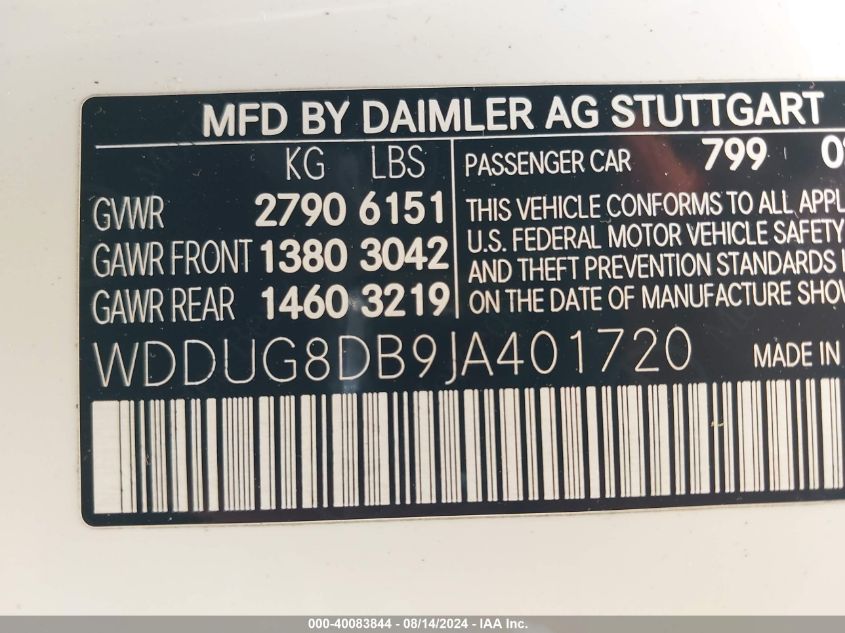 MFD BY DAIMLER AG STUTTGART
KG LBS
GVWR 2790 6151
GAWR FRONT 1380 3042
GAWR REAR 1460 3219
PASSENGER CAR 799
THIS VEHICLE CONFORMS TO ALL
U.S. FEDERAL MOTOR VEHICLE SAFETY
AND THEFT PREVENTION STANDARDS
ON THE DATE OF MANUFACTURE
WDDUG8DB9JA401720
MADE IN
000-40083844 - 08/14/2024 - IAA Inc.